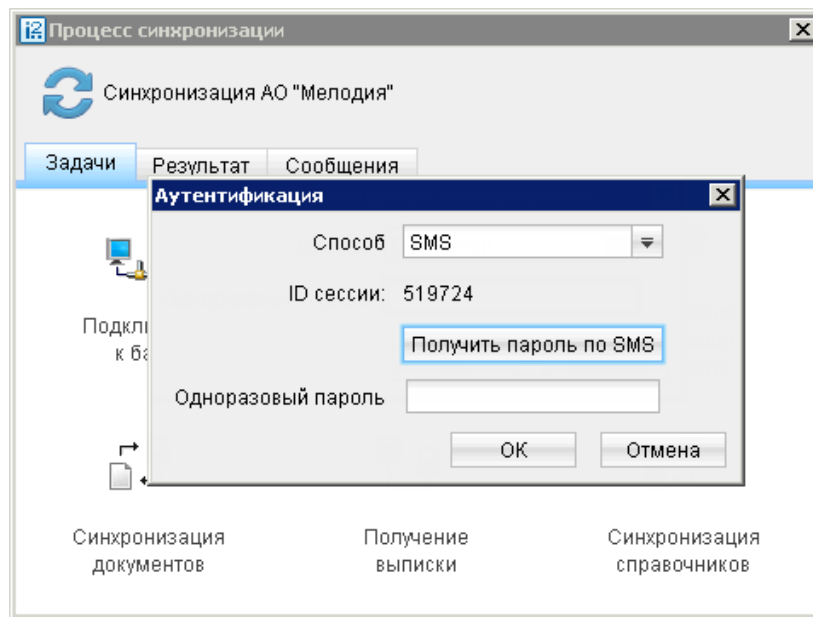 Процесс синхронизации
Синхронизация АО "Мелодия"
Задачи Результат Сообщения
Аутентификация
Способ SMS
ID сессии: 519724
Получить пароль по SMS
Одноразовый пароль
ОК Отмена
к
Синхронизация Получение Синхронизация
документов выписки справочников